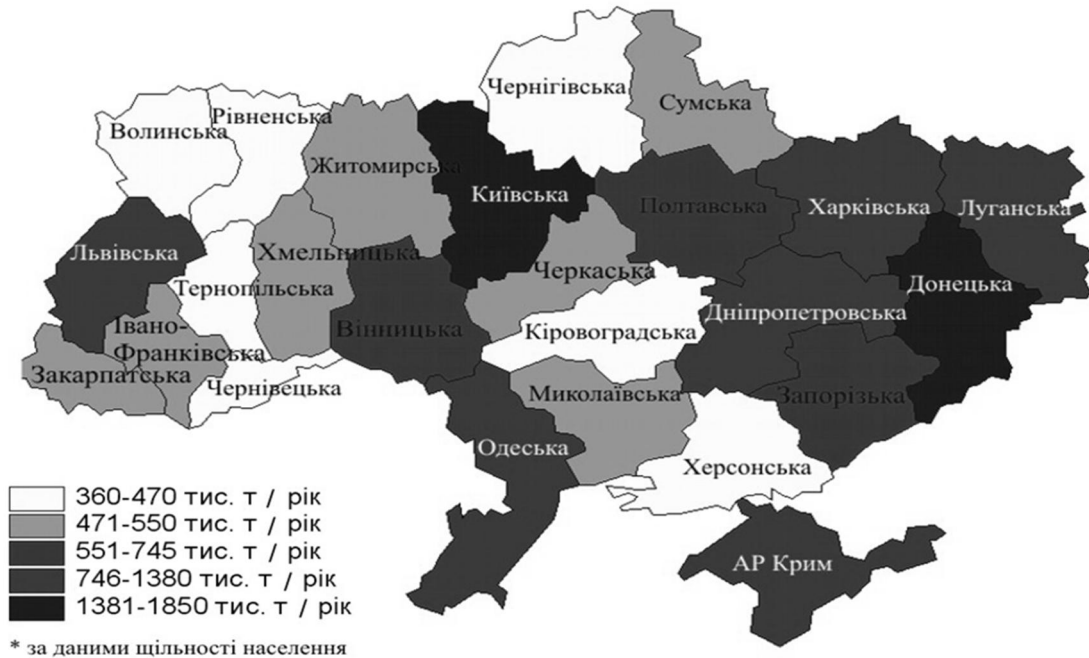 Чернігівська
Сумська
Волинська
Рівненська
Житомирська
Київська
Полтавська
Харківська
Луганська
Львівська
Хмельницька
Тернопільська
Черкаська
Донецька
Вінницька
Кіровоградська
Дніпропетровська
Івано-
Франківська
Закарпатська
Чернівецька
Миколаївська
Запорізька
Одеська
Херсонська
АР Крим
360-470 тис. т / рік
471-550 тис. т / рік
551-745 тис. т / рік
746-1380 тис. т / рік
1381-1850 тис. т / рік
* за даними щільності населення